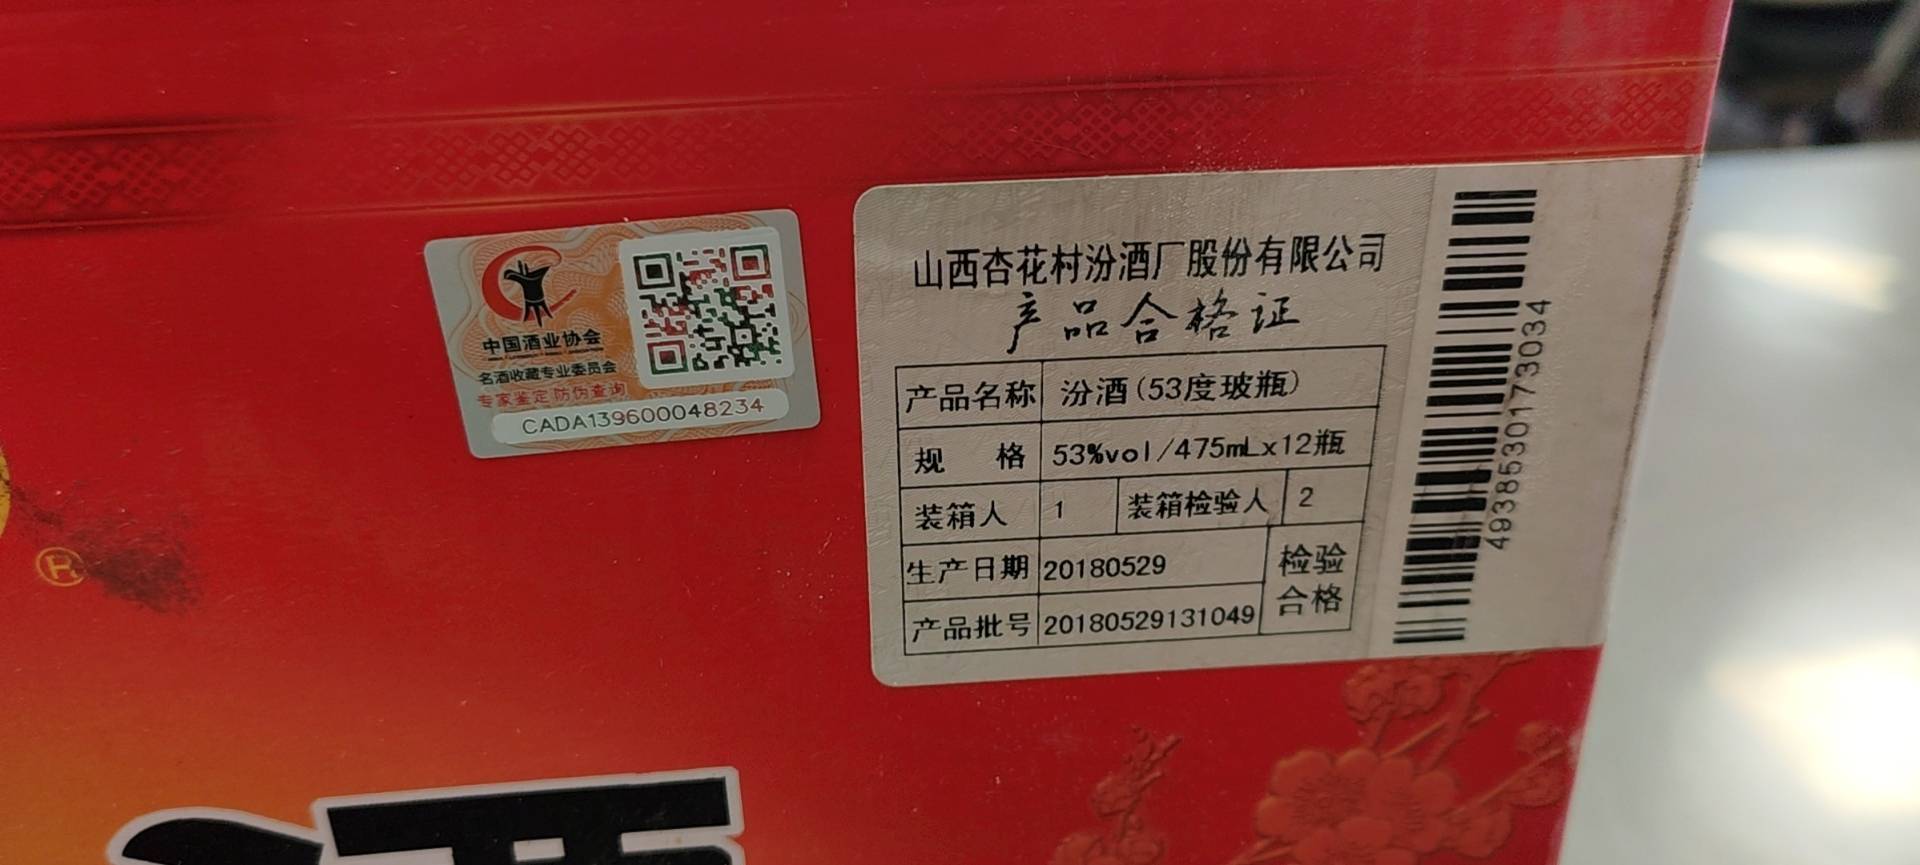 中国酒业协会
名酒收藏专业委员会
专家鉴定 防伪查询
CADA139600048234
山西杏花村汾酒厂股份有限公司
产品合格证
产品名称 汾酒(53度玻瓶)
规 格 53%vol/475mLx12瓶
装箱人 1 装箱检验人 2
生产日期 20180529 检验
产品批号 20180529131049 合格
4938653017​3034
®
酒